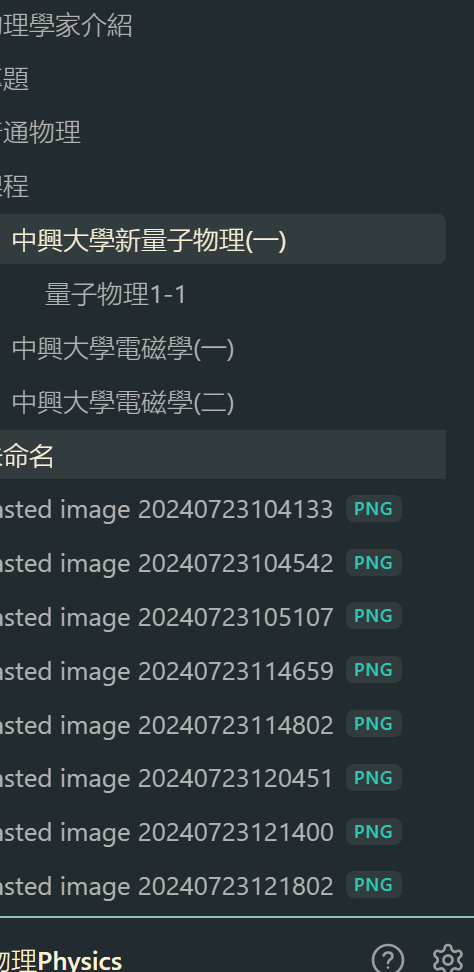 理學家介紹
題
通物理
程
中興大學新量子物理(一)
量子物理1-1
中興大學電磁學(一)
中興大學電磁學(二)
命名
asted image 20240723104133 PNG
asted image 20240723104542 PNG
asted image 20240723105107 PNG
asted image 20240723114659 PNG
asted image 20240723114802 PNG
asted image 20240723120451 PNG
asted image 20240723121400 PNG
asted image 20240723121802 PNG
物理Physics